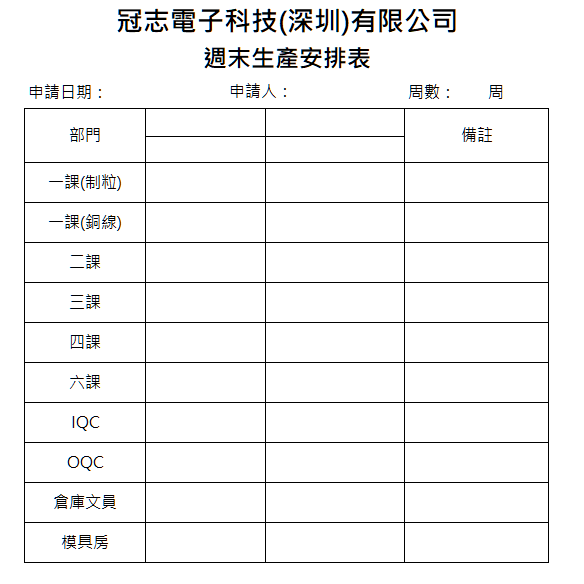 冠志電子科技(深圳)有限公司
週末生產安排表
申請日期： 申請人： 周數： 周
部門 備註
一課(制粒)
一課(銅線)
二課
三課
四課
六課
IQC
OQC
倉庫文員
模具房